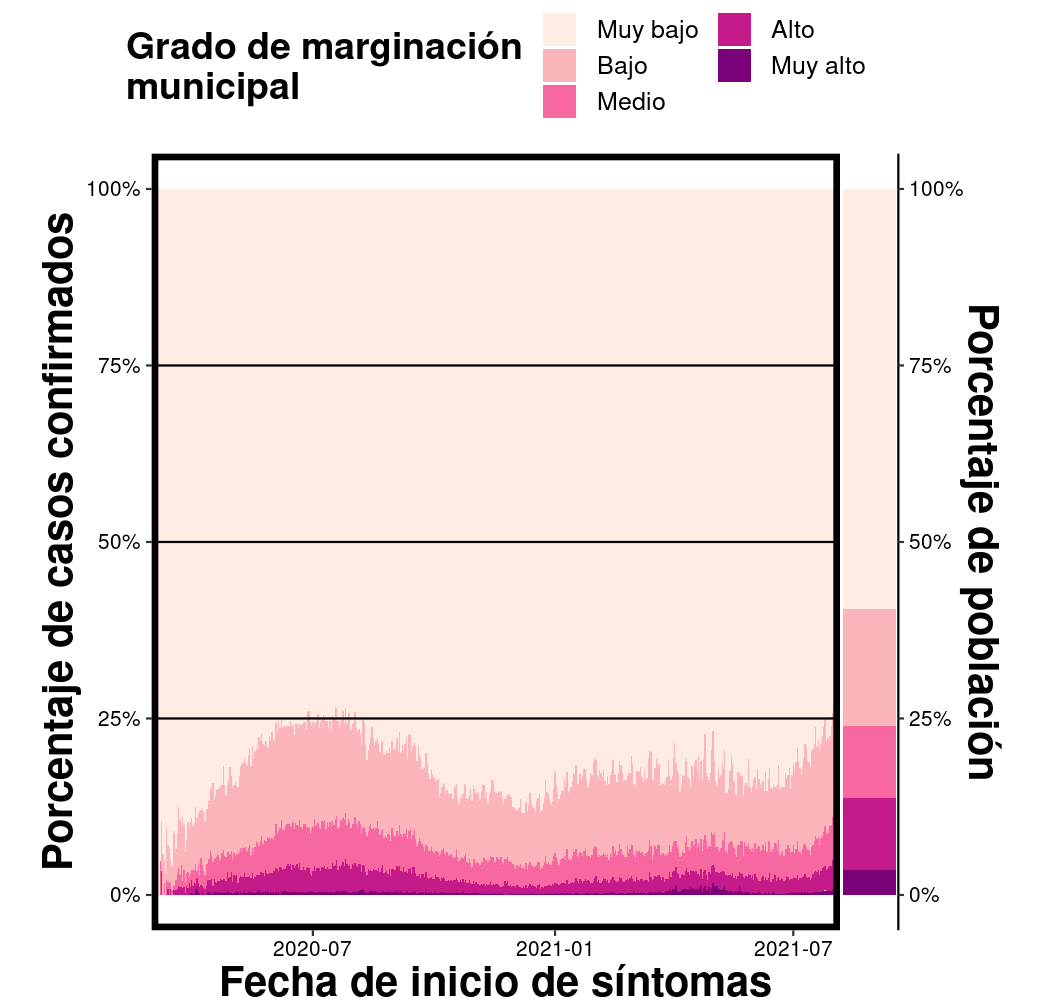 Grado de marginación
municipal
Muy bajo
Bajo
Medio
Alto
Muy alto
Porcentaje de casos confirmados
100%
75%
50%
25%
0%
100%
75%
50%
25%
0%
Porcentaje de población
2020-07
2021-01
2021-07
Fecha de inicio de síntomas